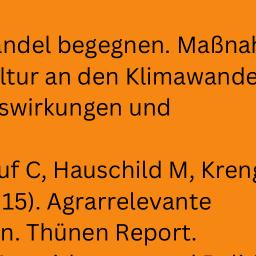 andel begegnen. Maßnah
ltur an den Klimawande
swirkungen und
uf C, Hauschild M, Kreng
15). Agrarrelevante
n. Thünen Report.